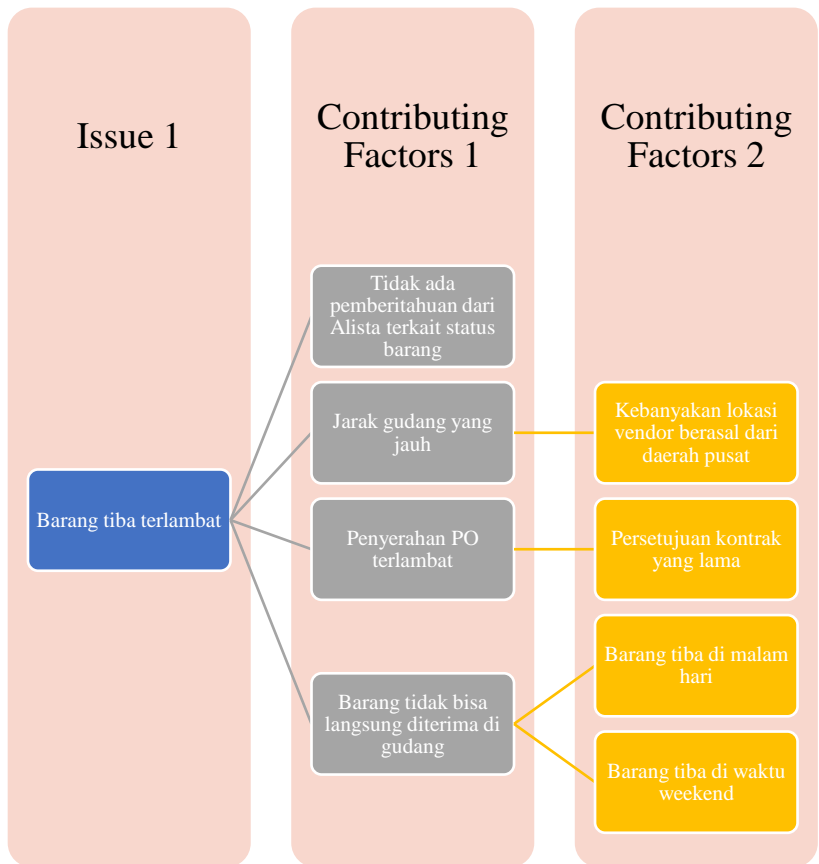 Issue 1
Contributing
Factors 1
Contributing
Factors 2
Barang tiba terlambat
Tidak ada
pemberitahuan dari
Alista terkait status
barang
Jarak gudang yang
jauh
Penyerahan PO
terlambat
Barang tidak bisa
langsung diterima di
gudang
Kebanyakan lokasi
vendor berasal dari
daerah pusat
Persetujuan kontrak
yang lama
Barang tiba di malam
hari
Barang tiba di waktu
weekend